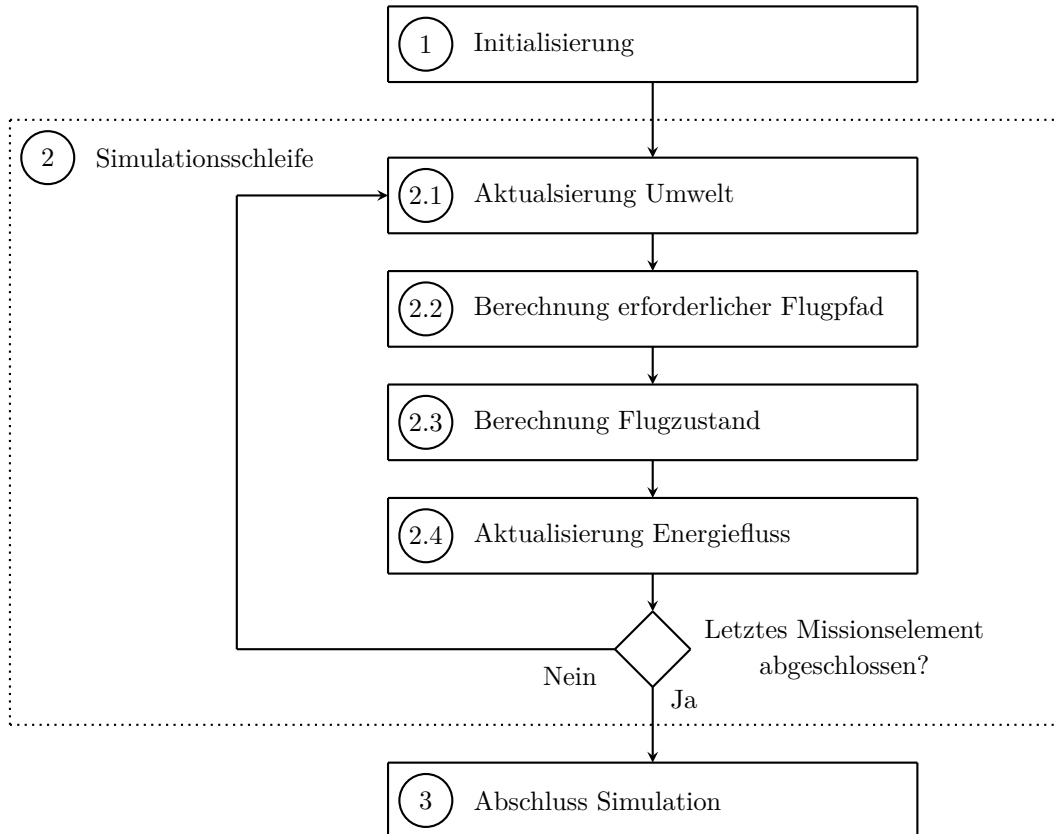 1 Initialisierung
2 Simulationsschleife
2.1 Aktualsierung Umwelt
2.2 Berechnung erforderlicher Flugpfad
2.3 Berechnung Flugzustand
2.4 Aktualisierung Energiefluss
Letztes Missionselement
abgeschlossen?
Nein
Ja
3 Abschluss Simulation